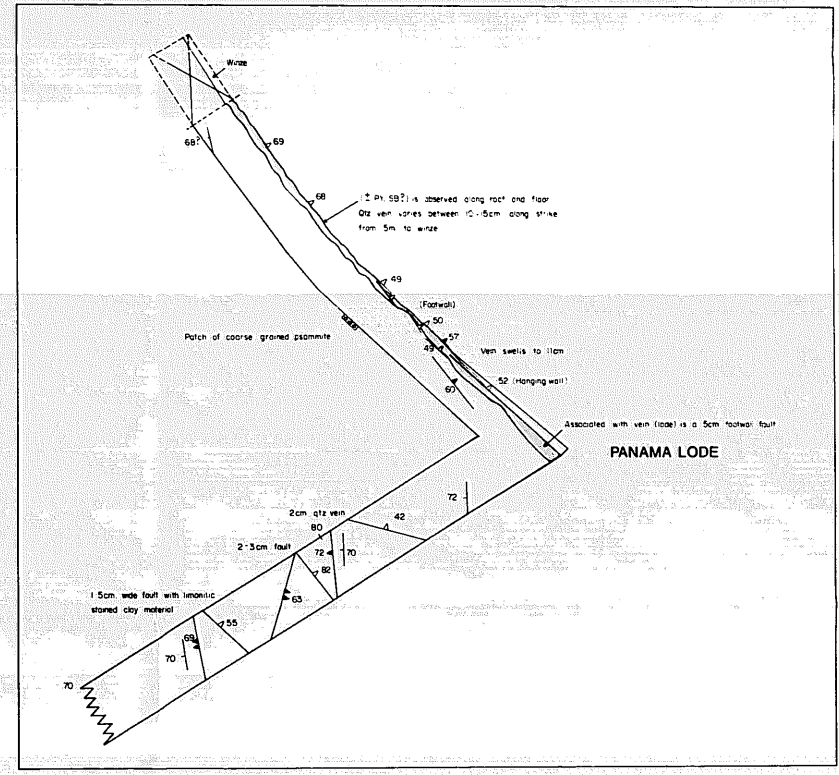 Winze
68?
69
68
(± PY, SB?) is observed along roof and floor
Qtz vein varies between 10-15cm along strike
from 5m to winze
49
(Footwall)
50
57
49
Vein swells to 11cm
52 (Hanging wall)
60
Patch of coarse grained psammite
Associated with vein (lode) is a 5cm footwall fault
PANAMA LODE
72
2cm qtz vein
80
42
2-3cm fault
72
70
82
63
1.5cm wide fault with limonitic
stained clay material
55
69
70
70